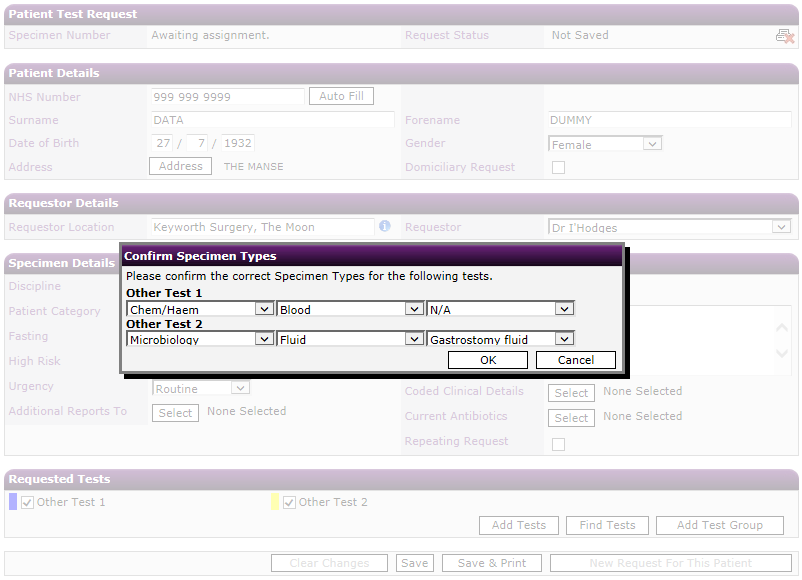 Patient Test Request
Specimen Number Awaiting assignment. Request Status Not Saved
Patient Details
NHS Number 999 999 9999 Auto Fill
Surname DATA Forename DUMMY
Date of Birth 27 / 7 / 1932 Gender Female
Address Address THE MANSE Domiciliary Request
Requestor Details
Requestor Location Keyworth Surgery, The Moon Requestor Dr I'Hodges
Specimen Details
Discipline
Patient Category
Fasting
High Risk
Confirm Specimen Types
Please confirm the correct Specimen Types for the following tests.
Other Test 1
Chem/Haem Blood N/A
Other Test 2
Microbiology Fluid Gastrostomy fluid
OK Cancel
Urgency Routine Coded Clinical Details Select None Selected
Additional Reports To Select None Selected Current Antibiotics Select None Selected
Repeating Request
Requested Tests
Other Test 1 Other Test 2
Add Tests Find Tests Add Test Group
Clear Changes Save Save & Print New Request For This Patient